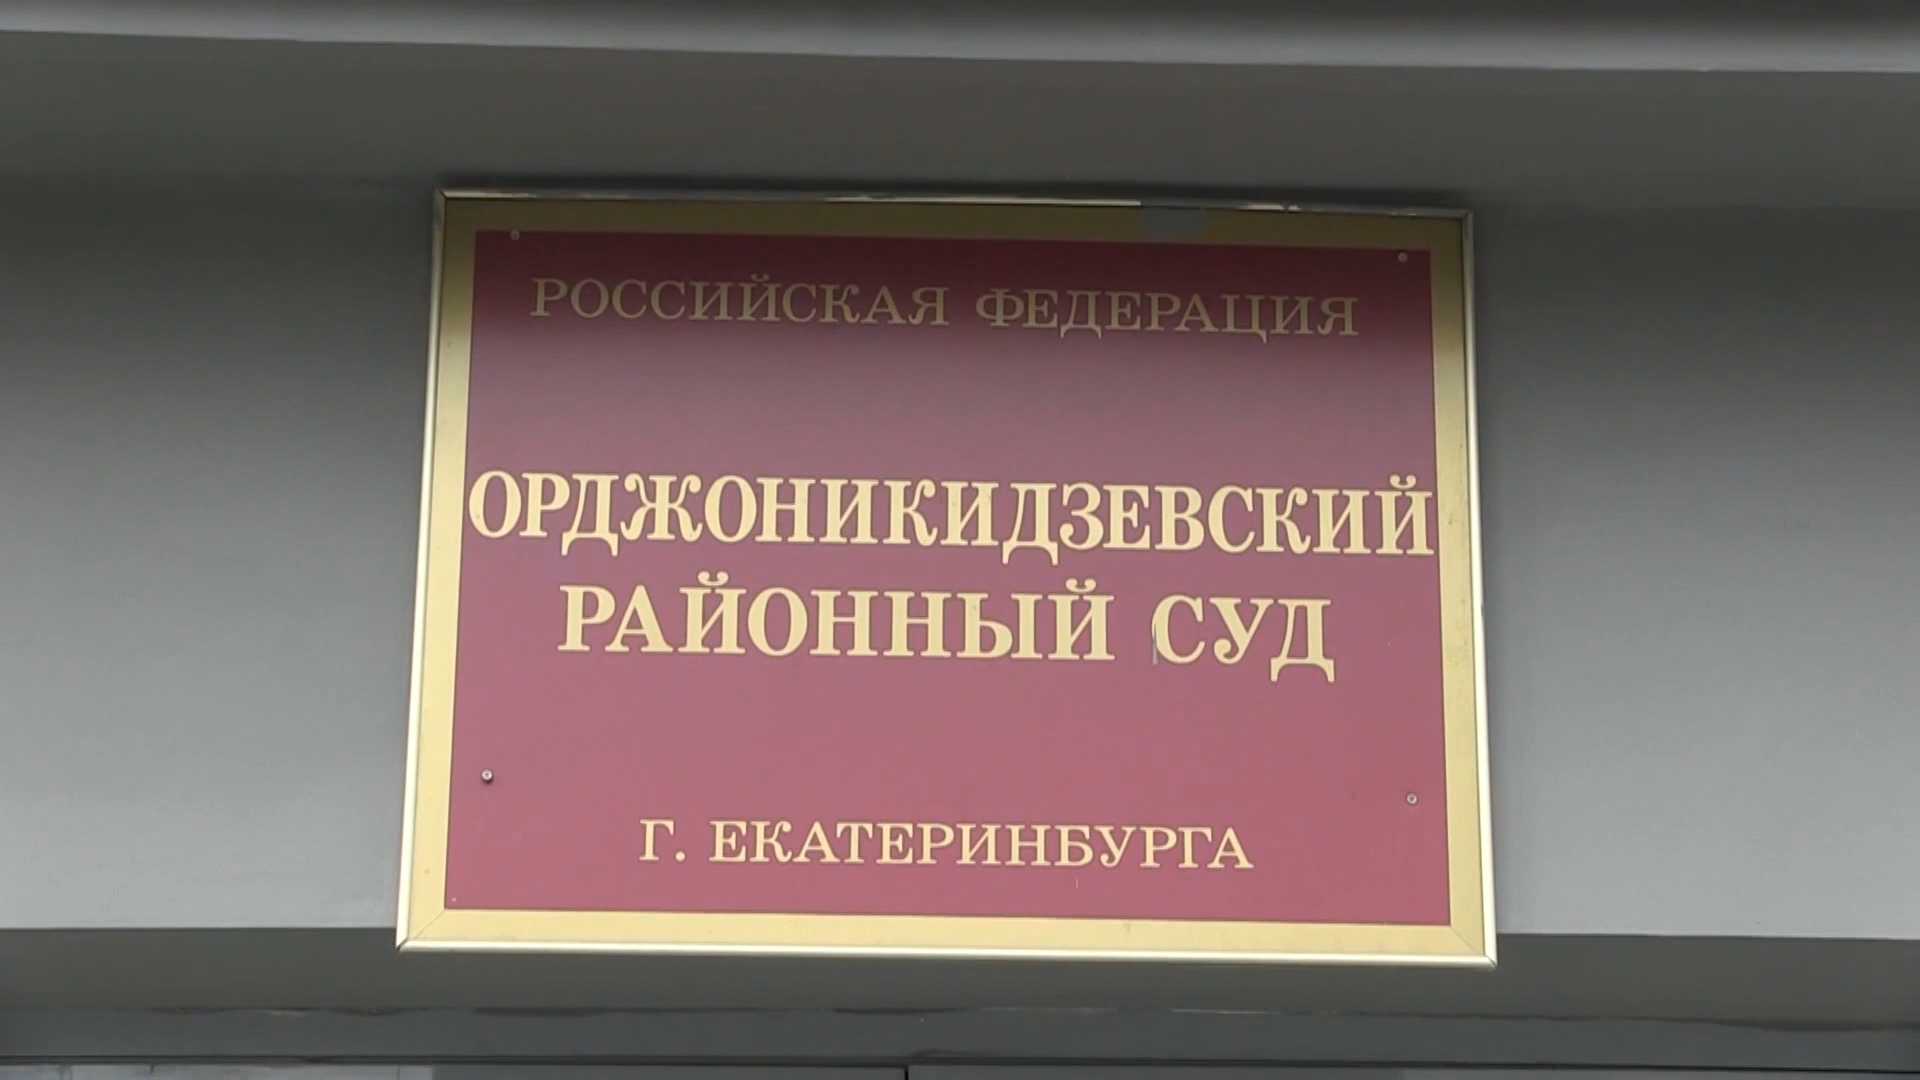 РОССИЙСКАЯ ФЕДЕРАЦИЯ
ОРДЖОНИКИДЗЕВСКИЙ
РАЙОННЫЙ СУД
Г. ЕКАТЕРИНБУРГА